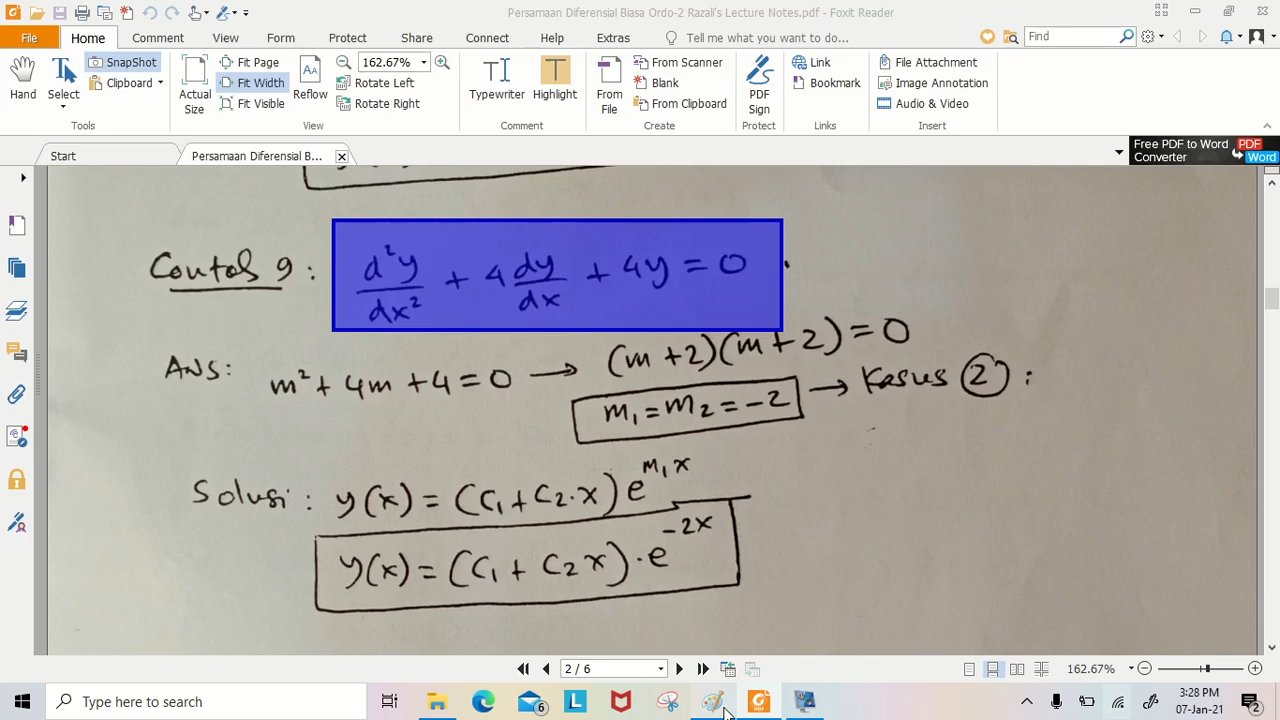 Persamaan Diferensial Biasa Ordo-2 Razali's Lecture Notes.pdf - Foxit Reader
File Home Comment View Form Protect Share Connect Help Extras Tell me what you want to do... Find
SnapShot Fit Page 162.67% From Scanner Link File Attachment
Clipboard Fit Width Rotate Left Blank Bookmark Image Annotation
Fit Visible Rotate Right From Clipboard Audio & Video
Hand Select Actual Size Reflow Typewriter Highlight From File PDF Sign
Tools View Comment Create Protect Links Insert
Start Persamaan Diferensial B... Free PDF to Word Converter PDF Word
Contoh 9 : d²y/dx² + 4 dy/dx + 4y = 0 .
Ans: m² + 4m + 4 = 0 → (m + 2)(m + 2) = 0
m₁ = m₂ = -2 → Kasus ② :
Solusi : y(x) = (C₁ + C₂·x) e^{m₁x}
y(x) = (C₁ + C₂x) · e^{-2x}
2 / 6 162.67%
Type here to search 6 3:28 PM
07-Jan-21 2